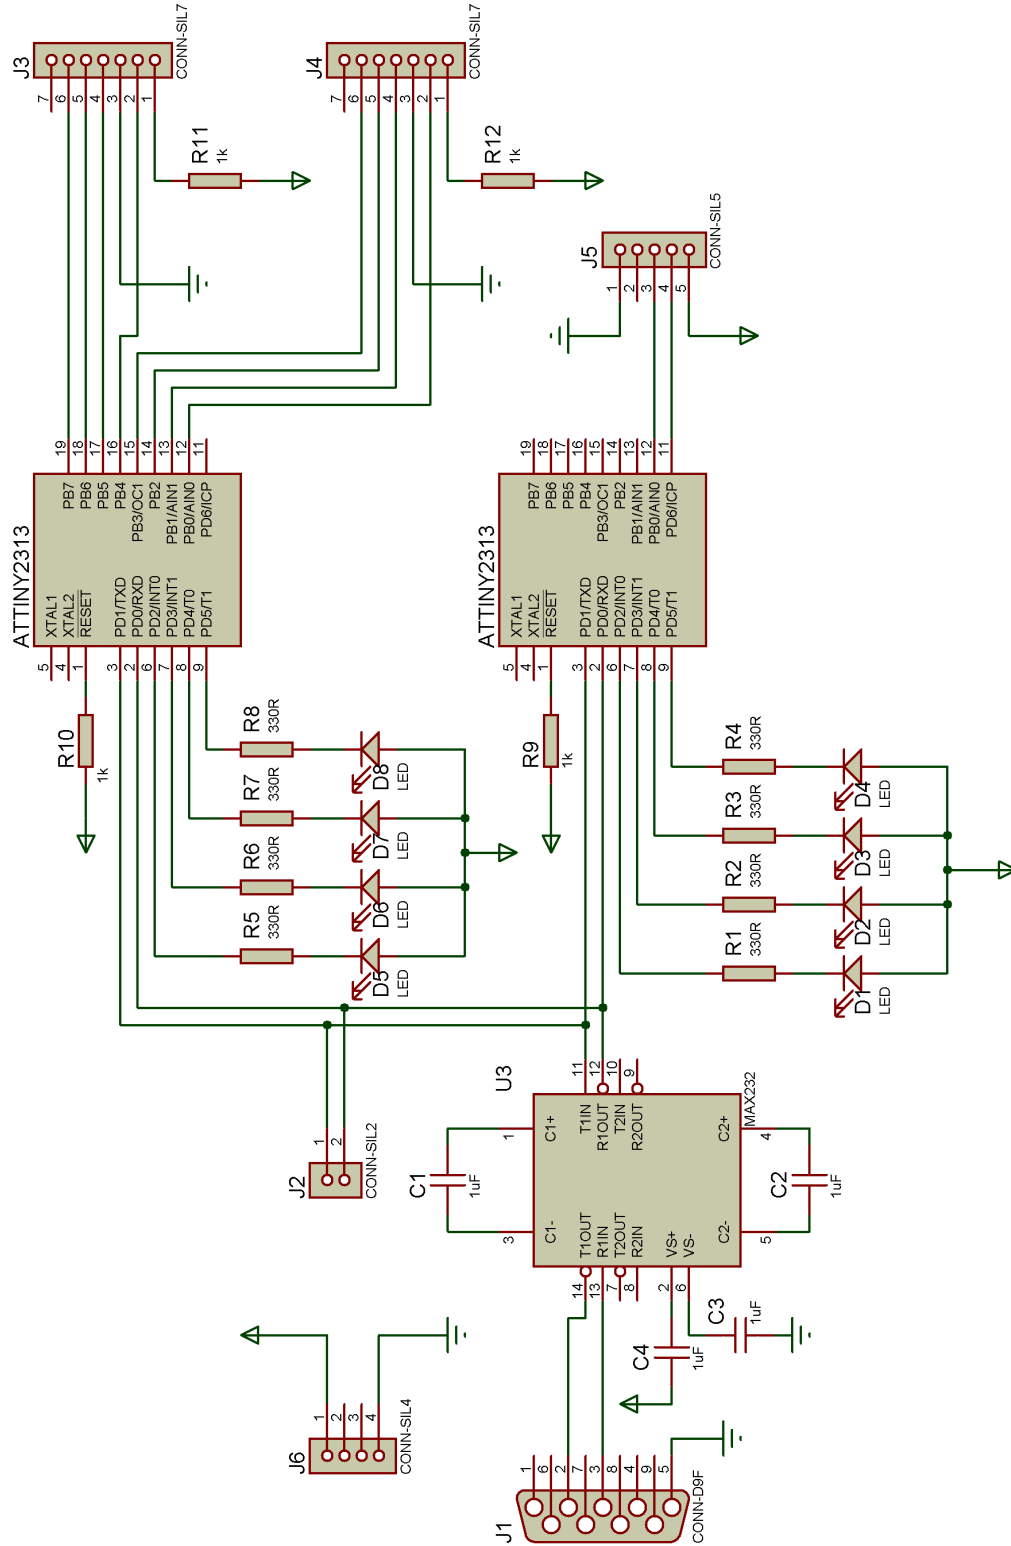 J3
CONN-SIL7
7
6
5
4
3
2
1
J4
CONN-SIL7
7
6
5
4
3
2
1
R11
1k
R12
1k
J5
CONN-SIL5
1
2
3
4
5
ATTINY2313
19
18
17
16
15
14
13
12
11
PB7
PB6
PB5
PB4
PB3/OC1
PB2
PB1/AIN1
PB0/AIN0
PD6/ICP
XTAL1
XTAL2
RESET
PD1/TXD
PD0/RXD
PD2/INT0
PD3/INT1
PD4/T0
PD5/T1
5
4
1
3
2
6
7
8
9
ATTINY2313
19
18
17
16
15
14
13
12
11
PB7
PB6
PB5
PB4
PB3/OC1
PB2
PB1/AIN1
PB0/AIN0
PD6/ICP
XTAL1
XTAL2
RESET
PD1/TXD
PD0/RXD
PD2/INT0
PD3/INT1
PD4/T0
PD5/T1
5
4
1
3
2
6
7
8
9
R10
1k
R8
330R
R7
330R
R6
330R
R5
330R
D8
LED
D7
LED
D6
LED
D5
LED
R9
1k
R4
330R
R3
330R
R2
330R
R1
330R
D4
LED
D3
LED
D2
LED
D1
LED
U3
MAX232
11
12
10
9
T1IN
R1OUT
T2IN
R2OUT
1
C1+
C2+
4
3
C1-
C2-
5
T1OUT
R1IN
T2OUT
R2IN
VS+
VS-
14
13
7
8
2
6
C1
1uF
C2
1uF
C3
1uF
C4
1uF
J2
CONN-SIL2
1
2
J6
CONN-SIL4
1
2
3
4
J1
CONN-D9F
1
6
2
7
3
8
4
9
5